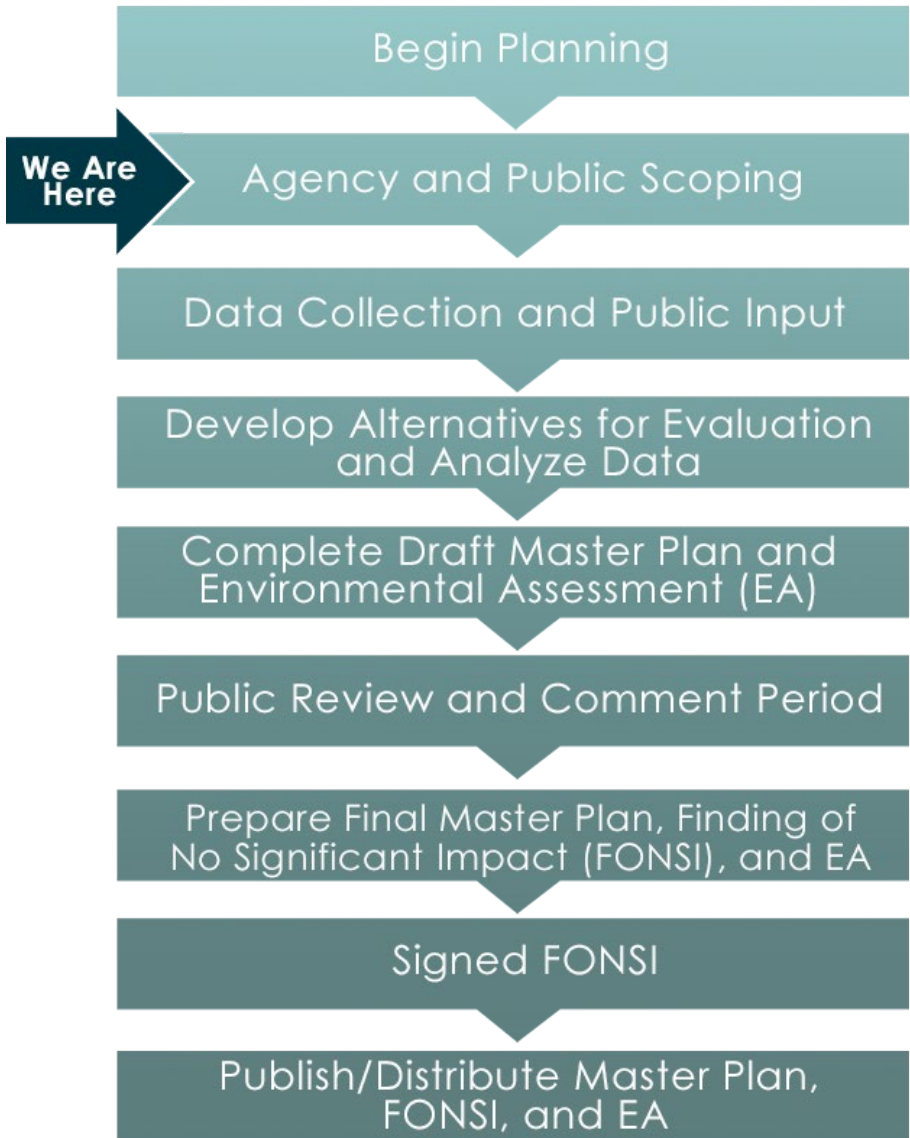 Begin Planning
We Are
Here
Agency and Public Scoping
Data Collection and Public Input
Develop Alternatives for Evaluation
and Analyze Data
Complete Draft Master Plan and
Environmental Assessment (EA)
Public Review and Comment Period
Prepare Final Master Plan, Finding of
No Significant Impact (FONSI), and EA
Signed FONSI
Publish/Distribute Master Plan,
FONSI, and EA